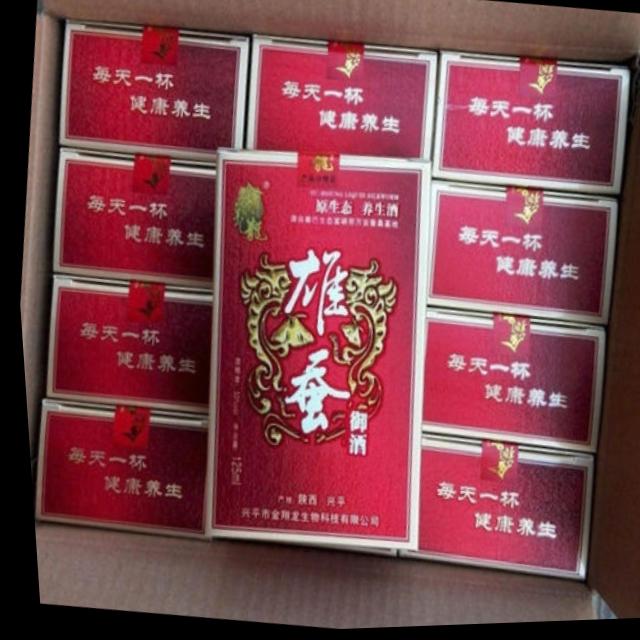 每天一杯
健康养生
每天一杯
健康养生
每天一杯
健康养生
每天一杯
健康养生
原生态 养生酒
雄蚕
御酒
125ml
产地: 陕西 兴平
兴平市金翔龙生物科技有限公司
每天一杯
健康养生
每天一杯
健康养生
每天一杯
健康养生
每天一杯
健康养生
每天一杯
健康养生